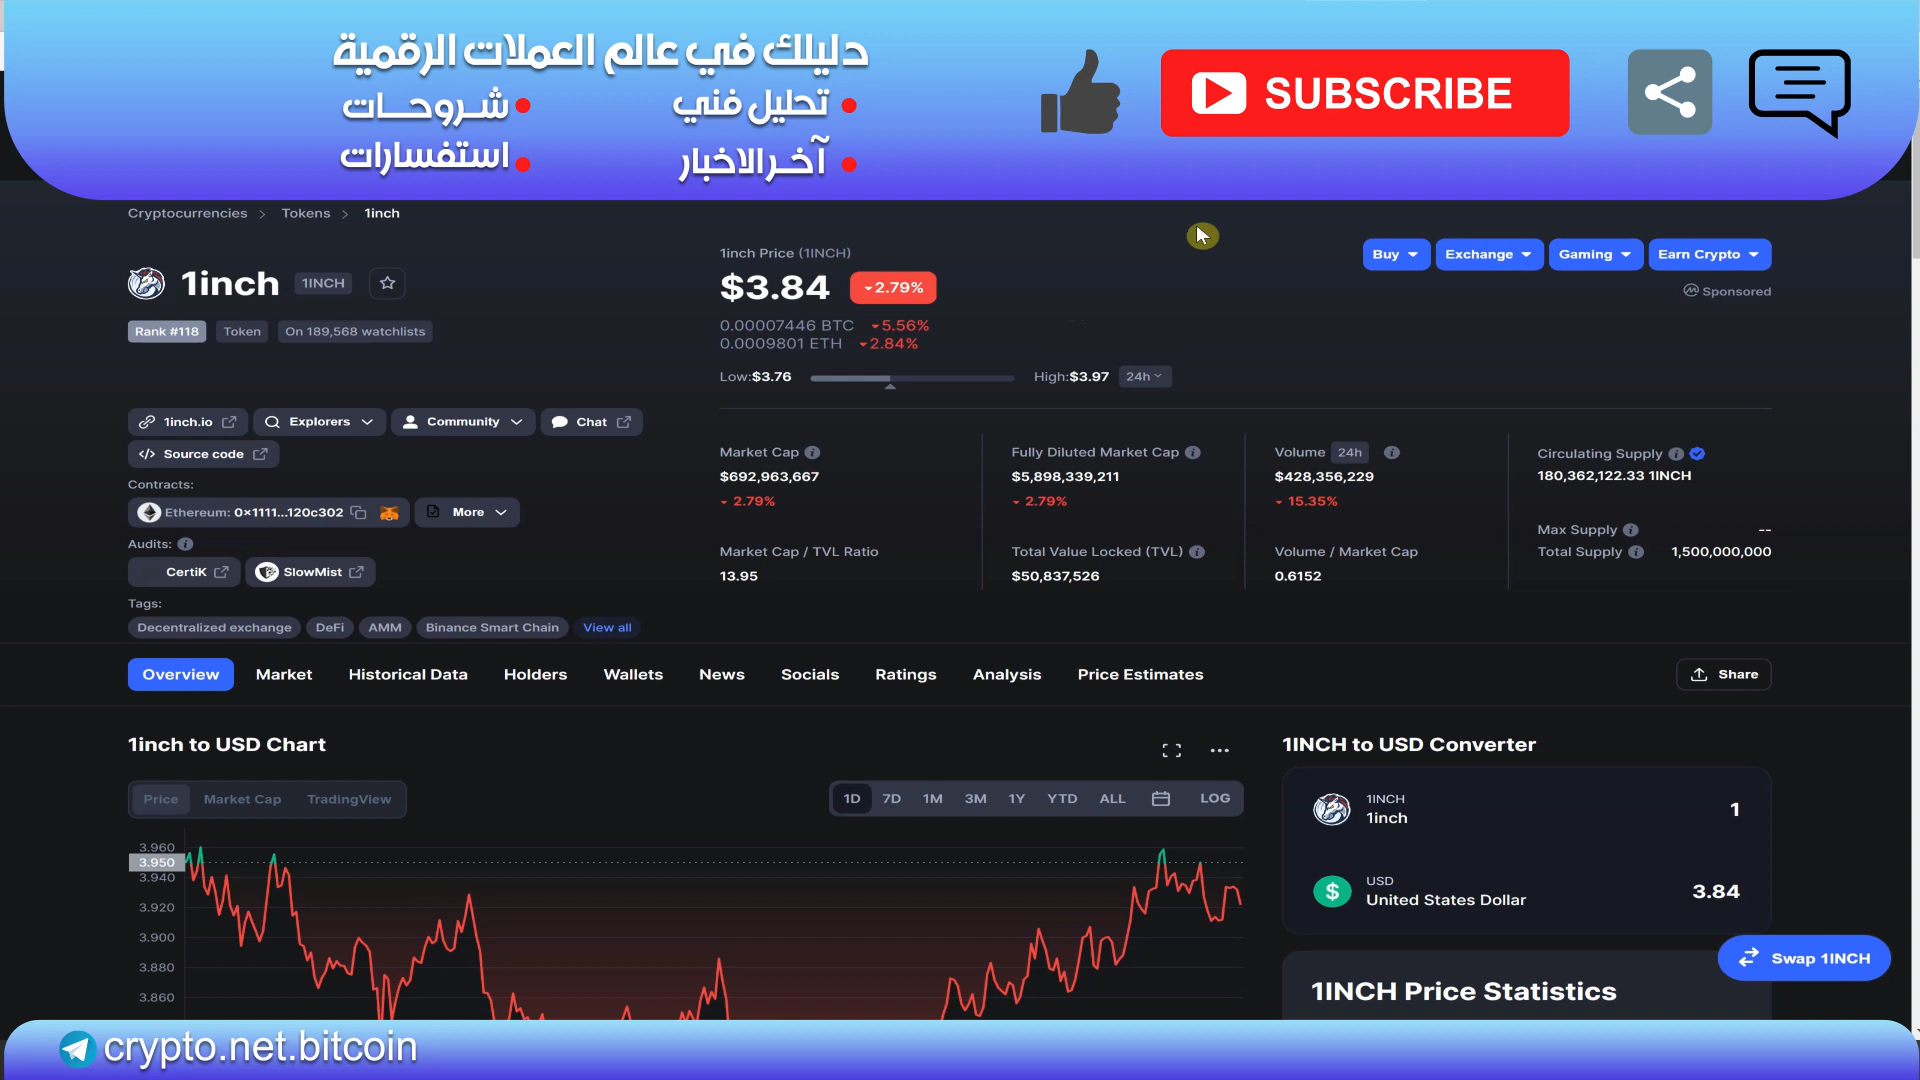 دليلك في عالم العملات الرقمية
تحليل فني
شروحات
آخر الاخبار
استفسارات
SUBSCRIBE
Cryptocurrencies > Tokens > 1inch
1inch 1INCH
Rank #118 Token On 189,568 watchlists
1inch Price (1INCH)
$3.84 2.79%
0.00007446 BTC 5.56%
0.0009801 ETH 2.84%
Low:$3.76 High:$3.97 24h
Buy Exchange Gaming Earn Crypto
Sponsored
1inch.io Explorers Community Chat
Source code
Contracts:
Ethereum: 0x1111...120c302 More
Audits:
CertiK SlowMist
Tags:
Decentralized exchange DeFi AMM Binance Smart Chain View all
Market Cap
$692,963,667
2.79%
Market Cap / TVL Ratio
13.95
Fully Diluted Market Cap
$5,898,339,211
2.79%
Total Value Locked (TVL)
$50,837,526
Volume 24h
$428,356,229
15.35%
Volume / Market Cap
0.6152
Circulating Supply
180,362,122.33 1INCH
Max Supply --
Total Supply 1,500,000,000
Overview Market Historical Data Holders Wallets News Socials Ratings Analysis Price Estimates Share
1inch to USD Chart
Price Market Cap TradingView
1D 7D 1M 3M 1Y YTD ALL LOG
3.960
3.950
3.940
3.920
3.900
3.880
3.860
1INCH to USD Converter
1INCH
1inch
1
USD
United States Dollar
3.84
Swap 1INCH
1INCH Price Statistics
crypto.net.bitcoin